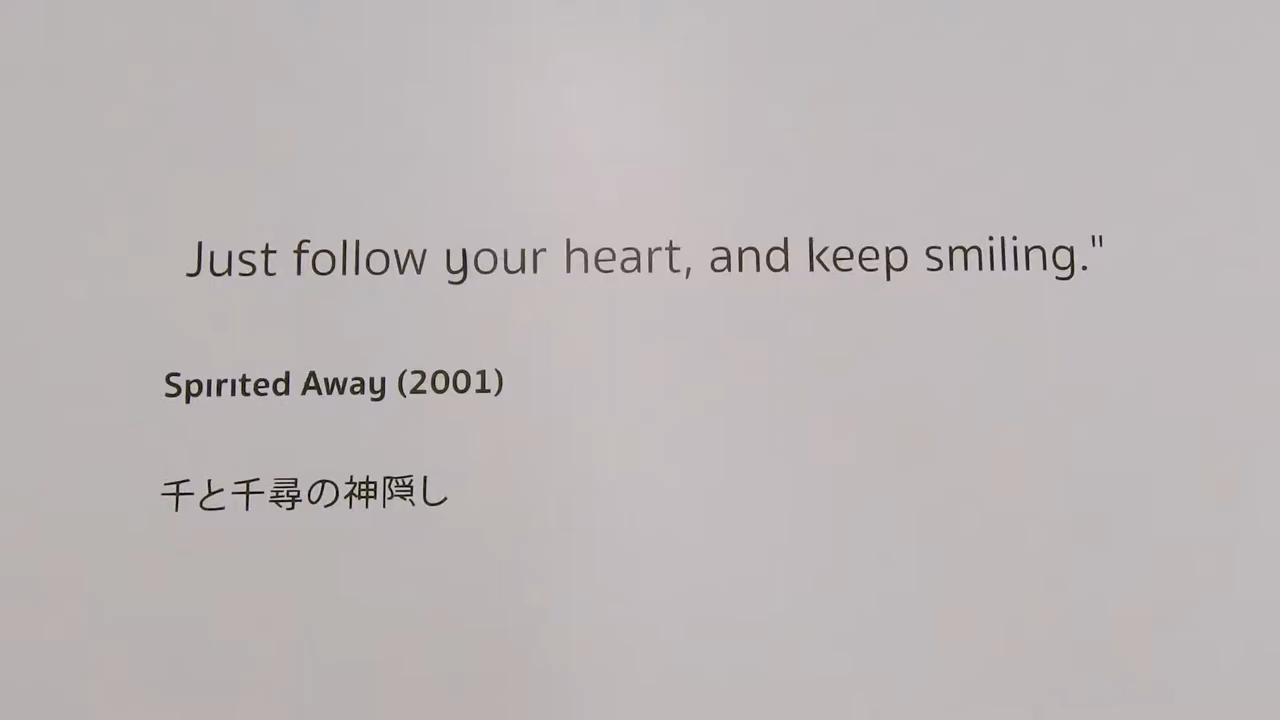 Just follow your heart, and keep smiling."
Spirited Away (2001)
千と千尋の神隠し